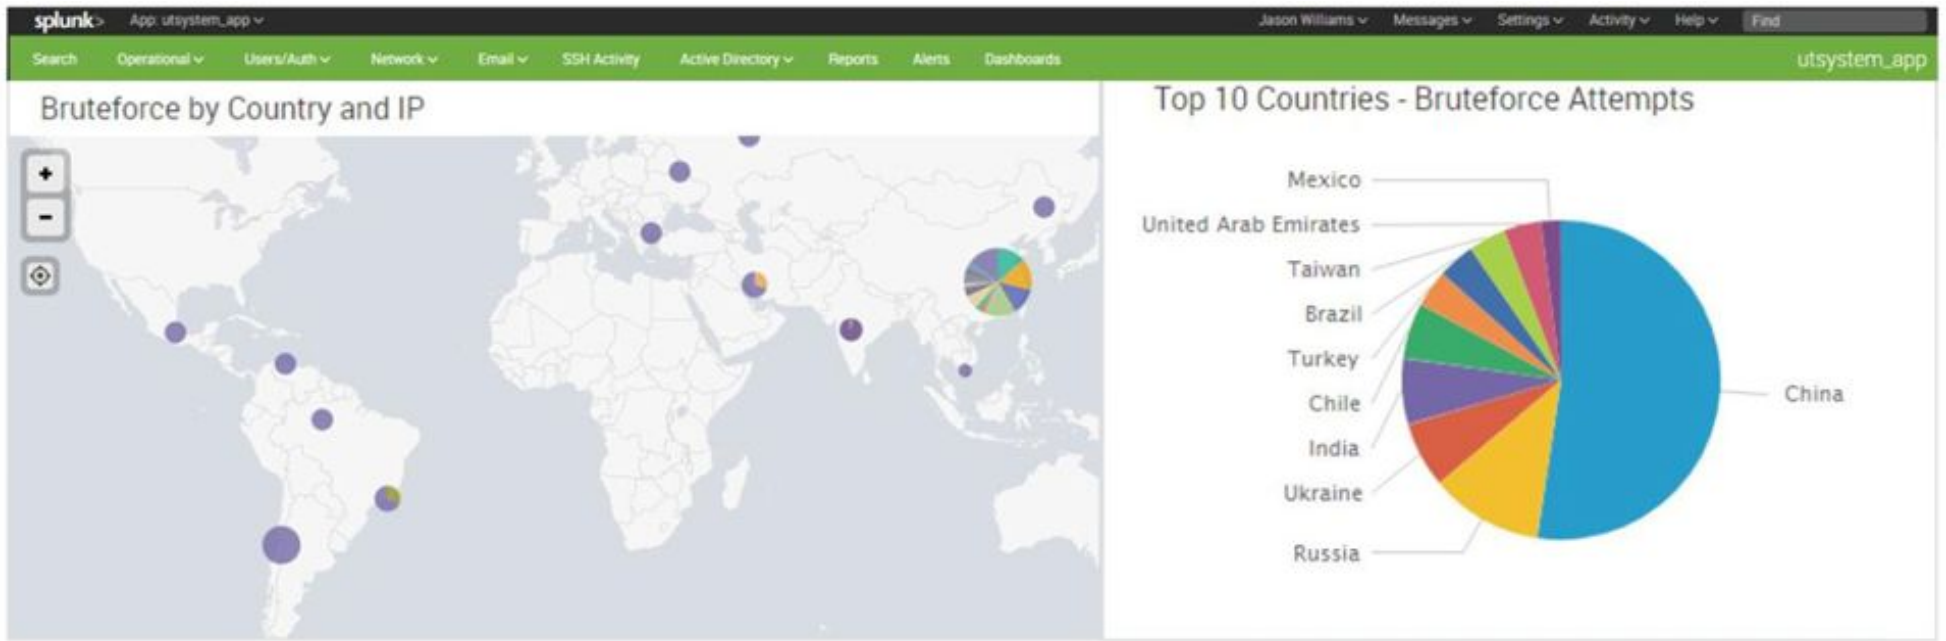 splunk> App: utsystem_app Jason Williams Messages Settings Activity Help Find
Search Operational Users/Auth Network Email SSH Activity Active Directory Reports Alerts Dashboards utsystem_app
Bruteforce by Country and IP
+
-
Top 10 Countries - Bruteforce Attempts
Mexico
United Arab Emirates
Taiwan
Brazil
Turkey
Chile
India
Ukraine
Russia
China